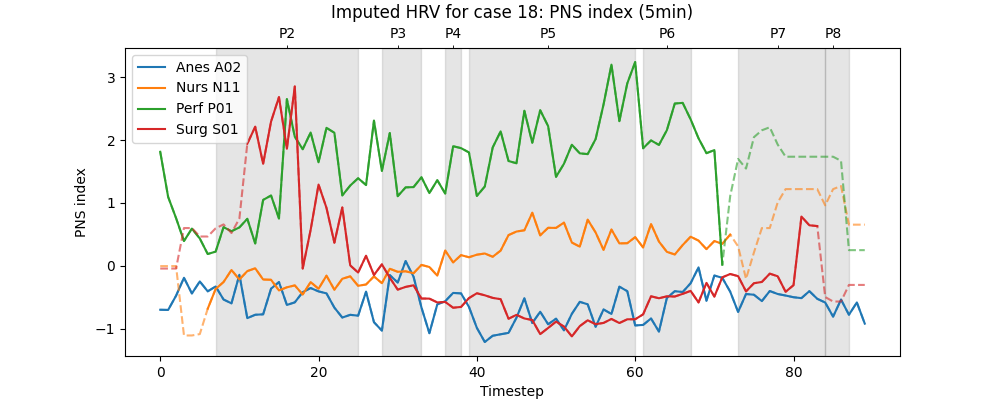 Imputed HRV for case 18: PNS index (5min)
P2 P3 P4 P5 P6 P7 P8
Anes A02
Nurs N11
Perf P01
Surg S01
PNS index
3
2
1
0
−1
0 20 40 60 80
Timestep